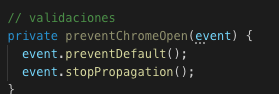 // validaciones
private preventChromeOpen(event) {
event.preventDefault();
event.stopPropagation();
}